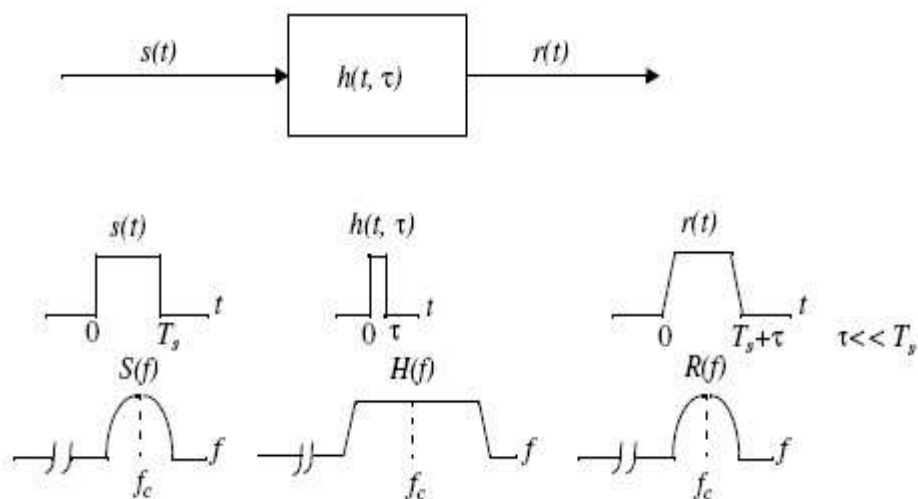 s(t) h(t, τ) r(t)
s(t) h(t, τ) r(t)
0 T_s t 0 τ t 0 T_s+τ t τ<< T_s
S(f) H(f) R(f)
f f f
f_c f_c f_c